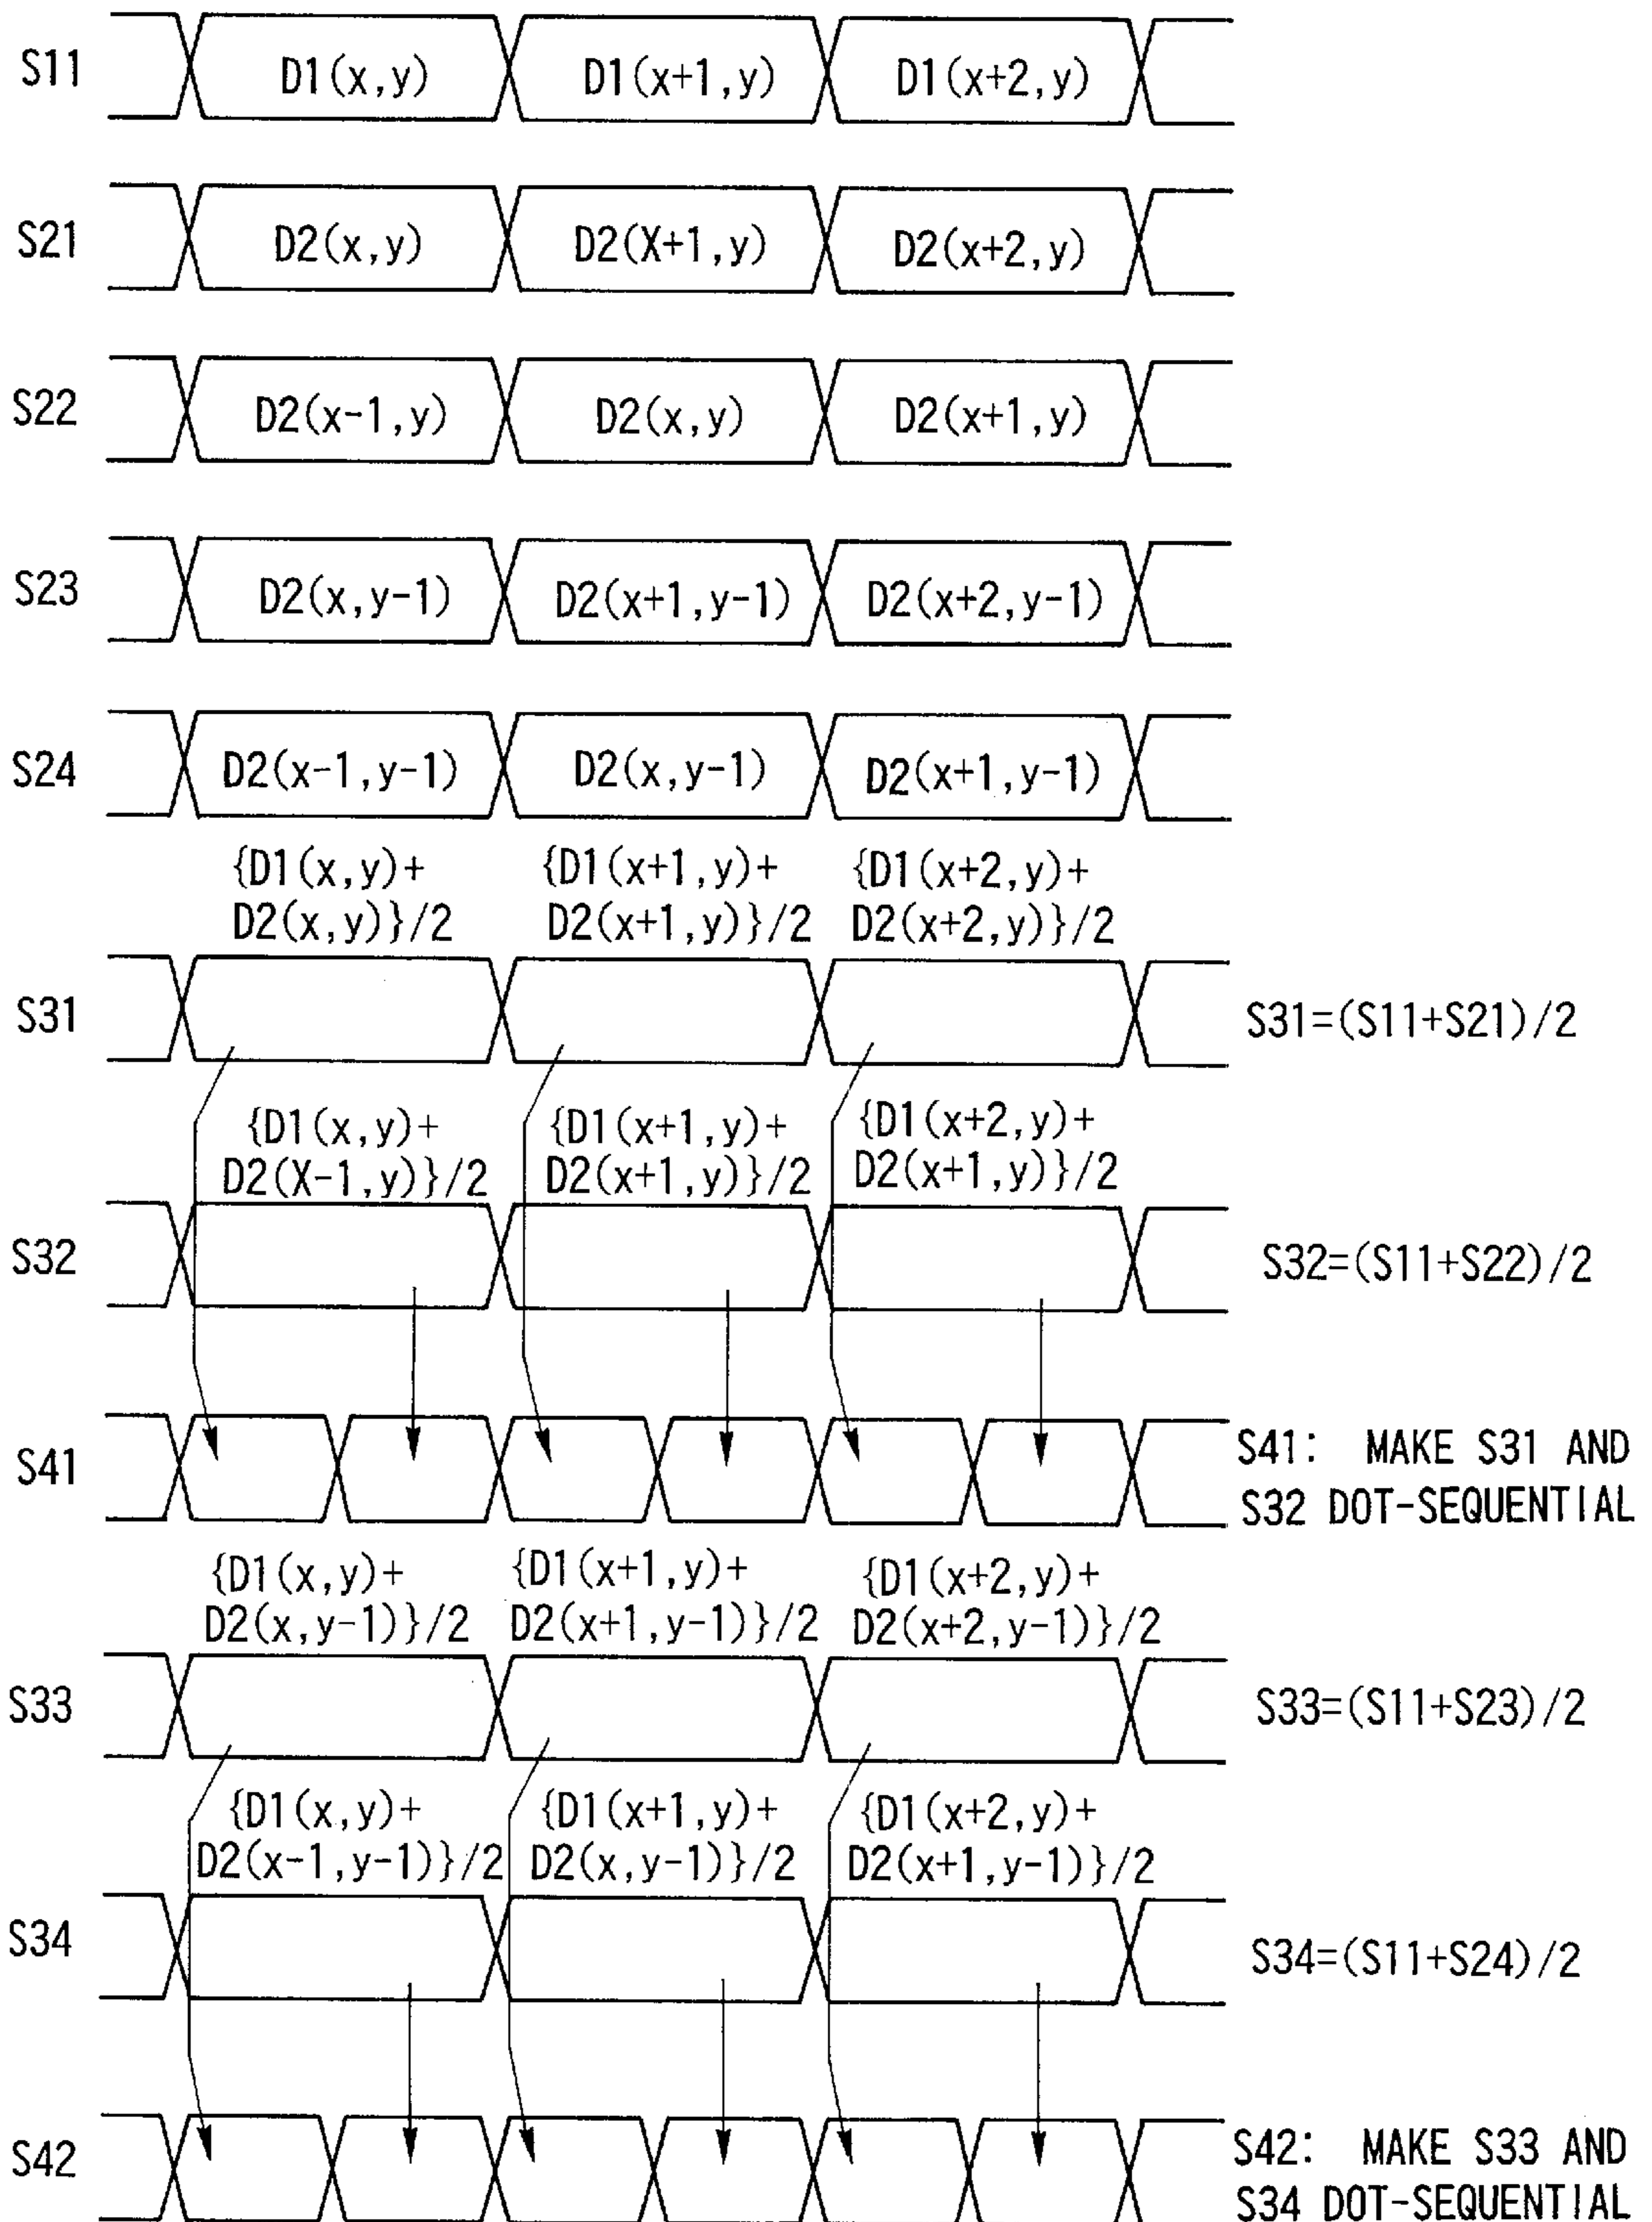 S11 D1(x,y) D1(x+1,y) D1(x+2,y)
S21 D2(x,y) D2(X+1,y) D2(x+2,y)
S22 D2(x-1,y) D2(x,y) D2(x+1,y)
S23 D2(x,y-1) D2(x+1,y-1) D2(x+2,y-1)
S24 D2(x-1,y-1) D2(x,y-1) D2(x+1,y-1)
{D1(x,y)+ {D1(x+1,y)+ {D1(x+2,y)+
D2(x,y)}/2 D2(x+1,y)}/2 D2(x+2,y)}/2
S31 S31=(S11+S21)/2
{D1(x,y)+ {D1(x+1,y)+ {D1(x+2,y)+
D2(X-1,y)}/2 D2(x+1,y)}/2 D2(x+1,y)}/2
S32 S32=(S11+S22)/2
S41 S41: MAKE S31 AND
S32 DOT-SEQUENTIAL
{D1(x,y)+ {D1(x+1,y)+ {D1(x+2,y)+
D2(x,y-1)}/2 D2(x+1,y-1)}/2 D2(x+2,y-1)}/2
S33 S33=(S11+S23)/2
{D1(x,y)+ {D1(x+1,y)+ {D1(x+2,y)+
D2(x-1,y-1)}/2 D2(x,y-1)}/2 D2(x+1,y-1)}/2
S34 S34=(S11+S24)/2
S42 S42: MAKE S33 AND
S34 DOT-SEQUENTIAL